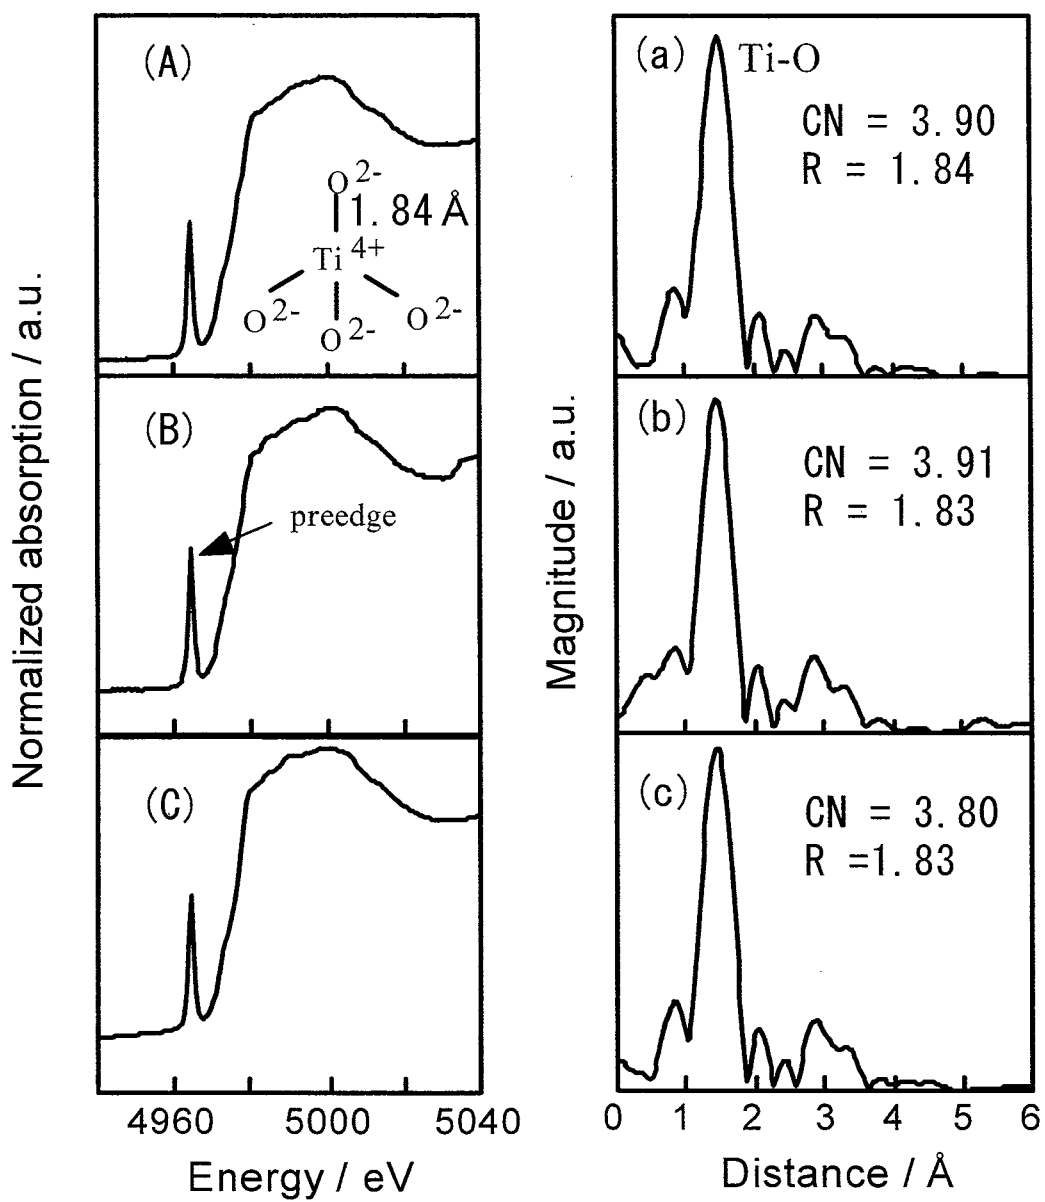 (A)
O2-
1.84 Å
Ti 4+
O2- O2- O2-
(B)
preedge
(C)
Normalized absorption / a.u.
4960 5000 5040
Energy / eV
(a) Ti-O
CN = 3.90
R = 1.84
(b)
CN = 3.91
R = 1.83
(c)
CN = 3.80
R =1.83
Magnitude / a.u.
0 1 2 3 4 5 6
Distance / Å